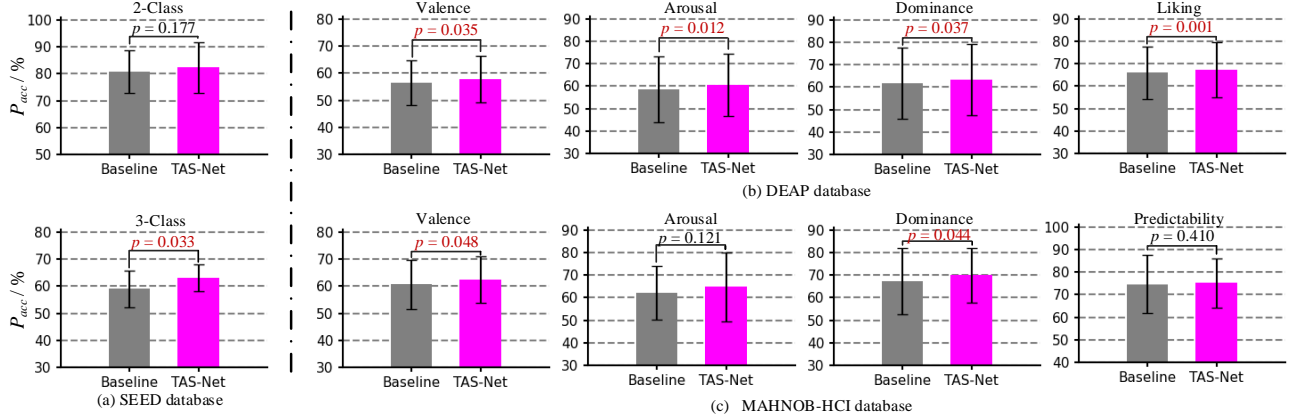 2-Class
p = 0.177
100
90
80
70
100
50
P_acc / %
Baseline TAS-Net
Valence
p = 0.035
80
70
60
50
40
30
Baseline TAS-Net
Arousal
p = 0.012
90
80
70
60
50
40
30
Baseline TAS-Net
Dominance
p = 0.037
90
80
70
60
50
40
30
Baseline TAS-Net
Liking
p = 0.001
90
80
70
60
50
40
30
Baseline TAS-Net
(b) DEAP database
3-Class
p = 0.033
80
70
60
50
40
30
P_acc / %
Baseline TAS-Net
(a) SEED database
Valence
p = 0.048
80
70
60
50
40
30
Baseline TAS-Net
Arousal
p = 0.121
90
80
70
60
50
40
30
Baseline TAS-Net
Dominance
p = 0.044
90
80
70
60
50
40
30
Baseline TAS-Net
Predictability
p = 0.410
100
90
80
70
60
50
40
Baseline TAS-Net
(c) MAHNOB-HCI database